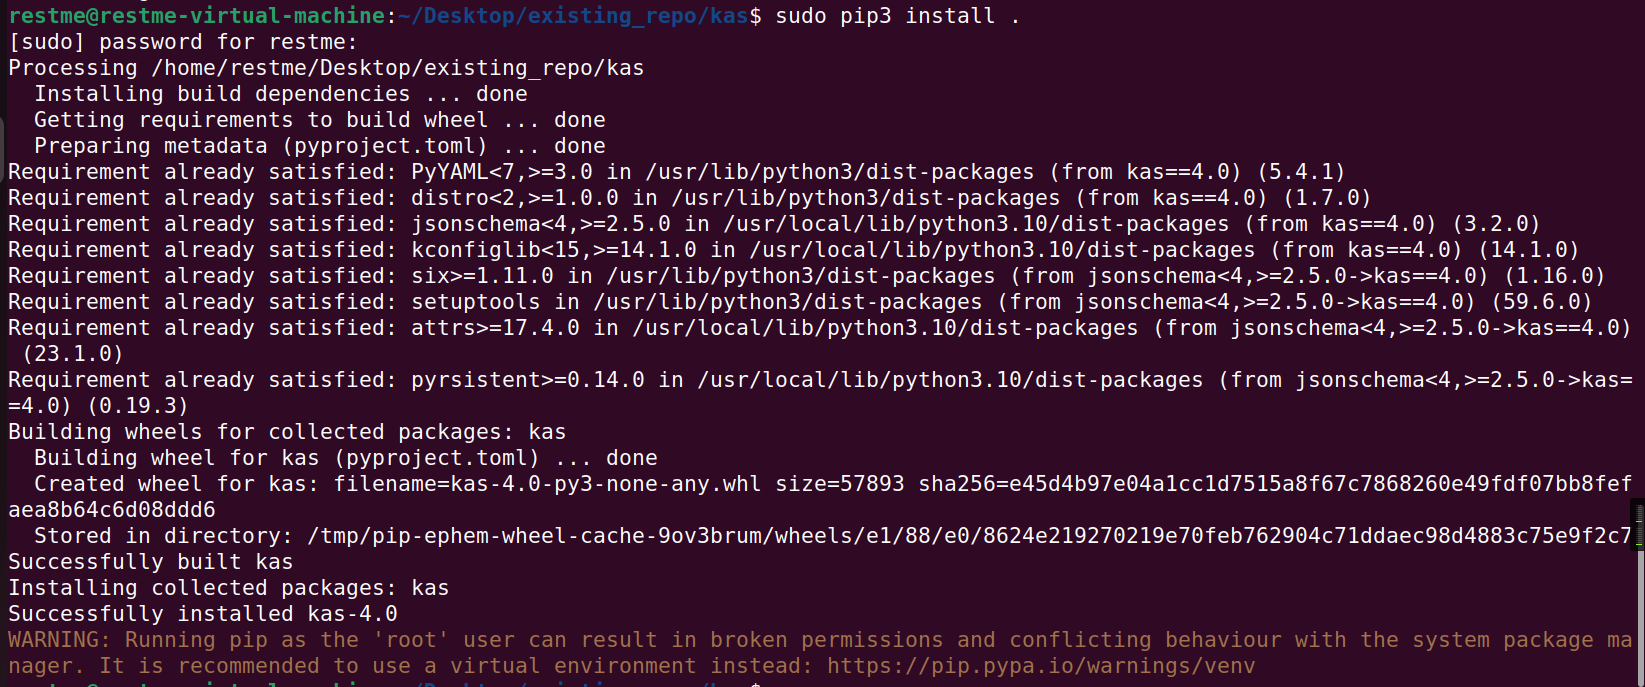 restme@restme-virtual-machine:~/Desktop/existing_repo/kas$ sudo pip3 install .
[sudo] password for restme:
Processing /home/restme/Desktop/existing_repo/kas
  Installing build dependencies ... done
  Getting requirements to build wheel ... done
  Preparing metadata (pyproject.toml) ... done
Requirement already satisfied: PyYAML<7,>=3.0 in /usr/lib/python3/dist-packages (from kas==4.0) (5.4.1)
Requirement already satisfied: distro<2,>=1.0.0 in /usr/lib/python3/dist-packages (from kas==4.0) (1.7.0)
Requirement already satisfied: jsonschema<4,>=2.5.0 in /usr/local/lib/python3.10/dist-packages (from kas==4.0) (3.2.0)
Requirement already satisfied: kconfiglib<15,>=14.1.0 in /usr/local/lib/python3.10/dist-packages (from kas==4.0) (14.1.0)
Requirement already satisfied: six>=1.11.0 in /usr/lib/python3/dist-packages (from jsonschema<4,>=2.5.0->kas==4.0) (1.16.0)
Requirement already satisfied: setuptools in /usr/lib/python3/dist-packages (from jsonschema<4,>=2.5.0->kas==4.0) (59.6.0)
Requirement already satisfied: attrs>=17.4.0 in /usr/local/lib/python3.10/dist-packages (from jsonschema<4,>=2.5.0->kas==4.0)
 (23.1.0)
Requirement already satisfied: pyrsistent>=0.14.0 in /usr/local/lib/python3.10/dist-packages (from jsonschema<4,>=2.5.0->kas=
=4.0) (0.19.3)
Building wheels for collected packages: kas
  Building wheel for kas (pyproject.toml) ... done
  Created wheel for kas: filename=kas-4.0-py3-none-any.whl size=57893 sha256=e45d4b97e04a1cc1d7515a8f67c7868260e49fdf07bb8fef
aea8b64c6d08ddd6
  Stored in directory: /tmp/pip-ephem-wheel-cache-9ov3brum/wheels/e1/88/e0/8624e219270219e70feb762904c71ddaec98d4883c75e9f2c7
Successfully built kas
Installing collected packages: kas
Successfully installed kas-4.0
WARNING: Running pip as the 'root' user can result in broken permissions and conflicting behaviour with the system package ma
nager. It is recommended to use a virtual environment instead: https://pip.pypa.io/warnings/venv